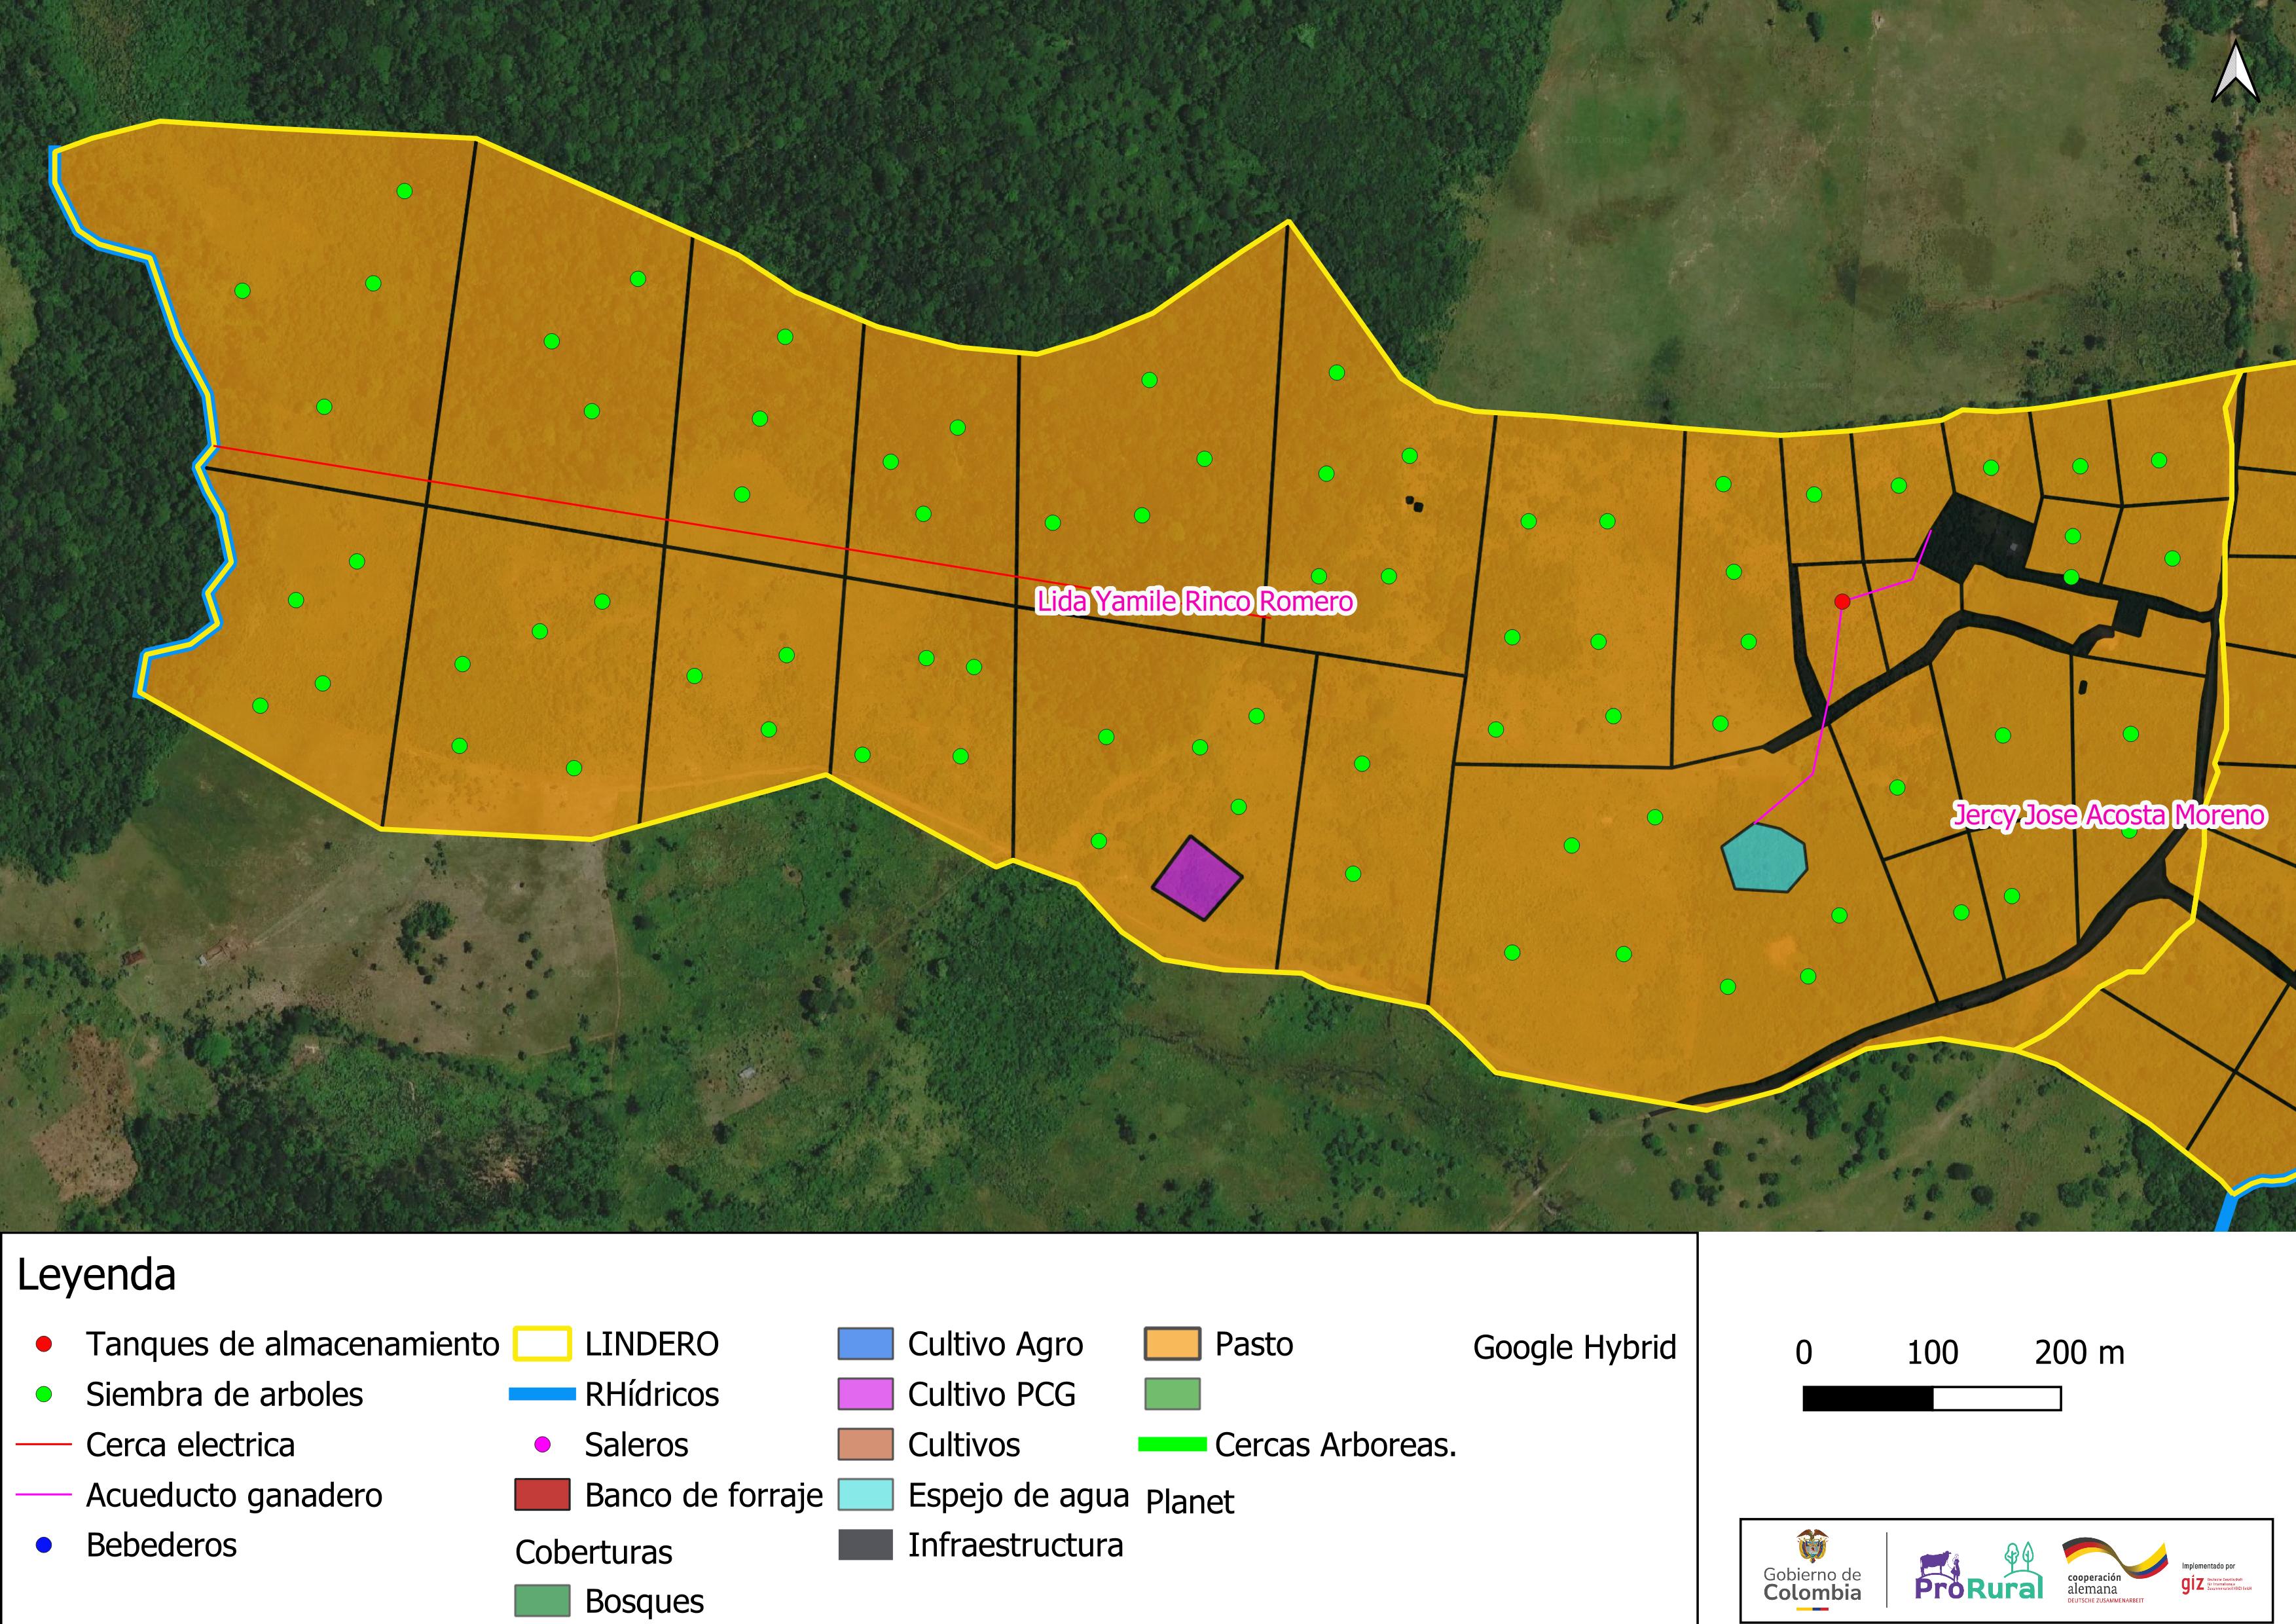 Lida Yamile Rinco Romero
Jercy Jose Acosta Moreno
Leyenda
Tanques de almacenamiento
Siembra de arboles
Cerca electrica
Acueducto ganadero
Bebederos
LINDERO
RHídricos
Saleros
Banco de forraje
Coberturas
Bosques
Cultivo Agro
Cultivo PCG
Cultivos
Espejo de agua
Infraestructura
Pasto
Cercas Arboreas.
Planet
Google Hybrid
0 100 200 m
Gobierno de
Colombia
ProRural
cooperación
alemana
DEUTSCHE ZUSAMMENARBEIT
Implementado por
giz